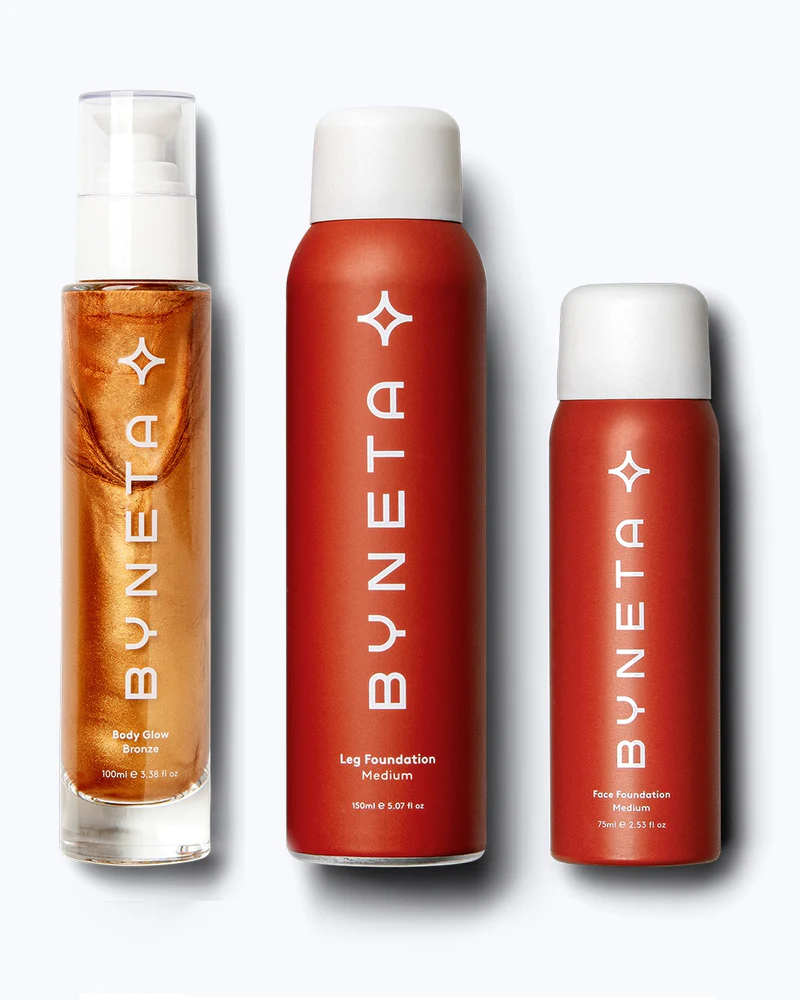 BYNETA
Body Glow
Bronze
100ml e 3.38 fl oz
BYNETA
Leg Foundation
Medium
150ml e 5.07 fl oz
BYNETA
Face Foundation
Medium
75ml e 2.53 fl oz